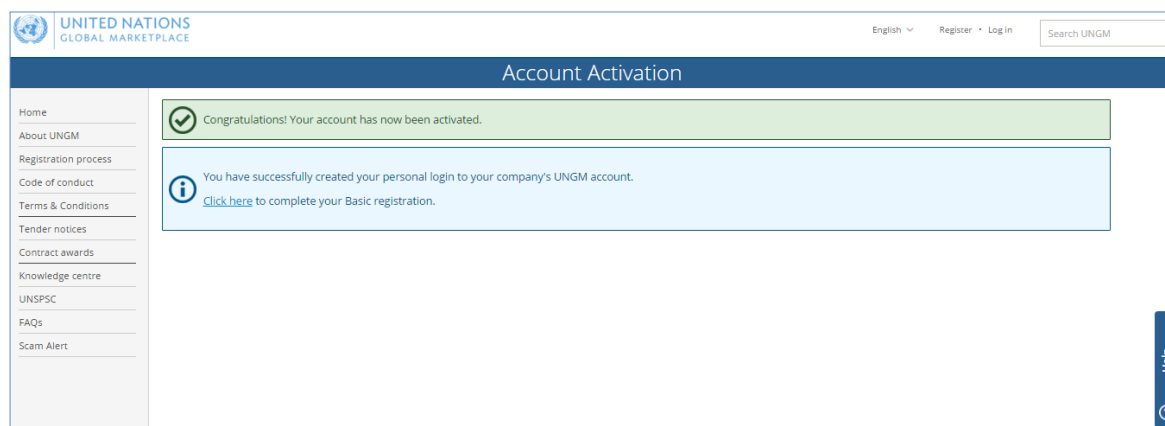 UNITED NATIONS
GLOBAL MARKETPLACE
English
Register • Log in
Search UNGM
Account Activation
Home
About UNGM
Registration process
Code of conduct
Terms & Conditions
Tender notices
Contract awards
Knowledge centre
UNSPSC
FAQs
Scam Alert
Congratulations! Your account has now been activated.
You have successfully created your personal login to your company's UNGM account.
Click here to complete your Basic registration.